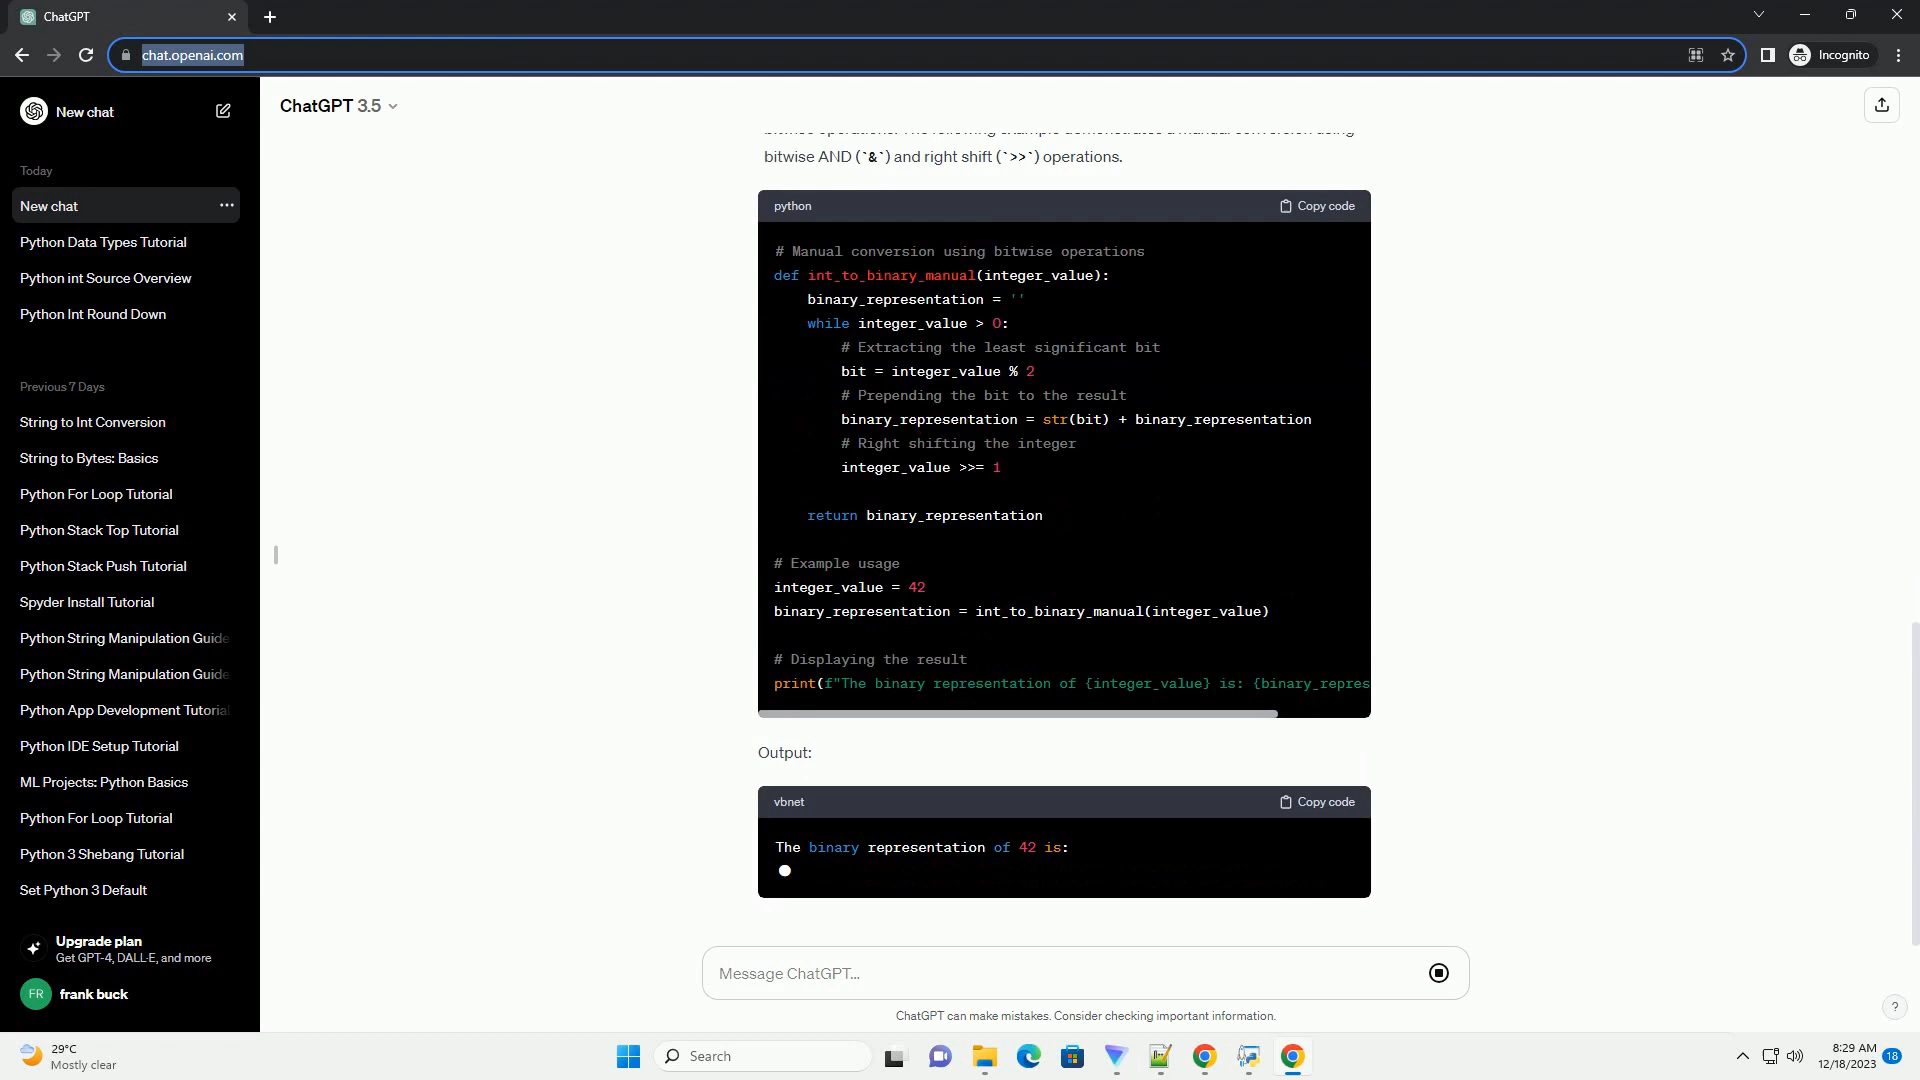 ChatGPT
chat.openai.com
Incognito
New chat
ChatGPT 3.5
Today
New chat
Python Data Types Tutorial
Python int Source Overview
Python Int Round Down
Previous 7 Days
String to Int Conversion
String to Bytes: Basics
Python For Loop Tutorial
Python Stack Top Tutorial
Python Stack Push Tutorial
Spyder Install Tutorial
Python String Manipulation Guide
Python String Manipulation Guide
Python App Development Tutorial
Python IDE Setup Tutorial
ML Projects: Python Basics
Python For Loop Tutorial
Python 3 Shebang Tutorial
Set Python 3 Default
Upgrade plan
Get GPT-4, DALL·E, and more
FR frank buck
bitwise operations. The following example demonstrates a manual conversion using
bitwise AND (`&`) and right shift (`>>`) operations.
python Copy code
# Manual conversion using bitwise operations
def int_to_binary_manual(integer_value):
    binary_representation = ''
    while integer_value > 0:
        # Extracting the least significant bit
        bit = integer_value % 2
        # Prepending the bit to the result
        binary_representation = str(bit) + binary_representation
        # Right shifting the integer
        integer_value >>= 1
    return binary_representation
# Example usage
integer_value = 42
binary_representation = int_to_binary_manual(integer_value)
# Displaying the result
print(f"The binary representation of {integer_value} is: {binary_repres
Output:
vbnet Copy code
The binary representation of 42 is:
Message ChatGPT...
ChatGPT can make mistakes. Consider checking important information.
?
29°C
Mostly clear
Search
8:29 AM
12/18/2023
18